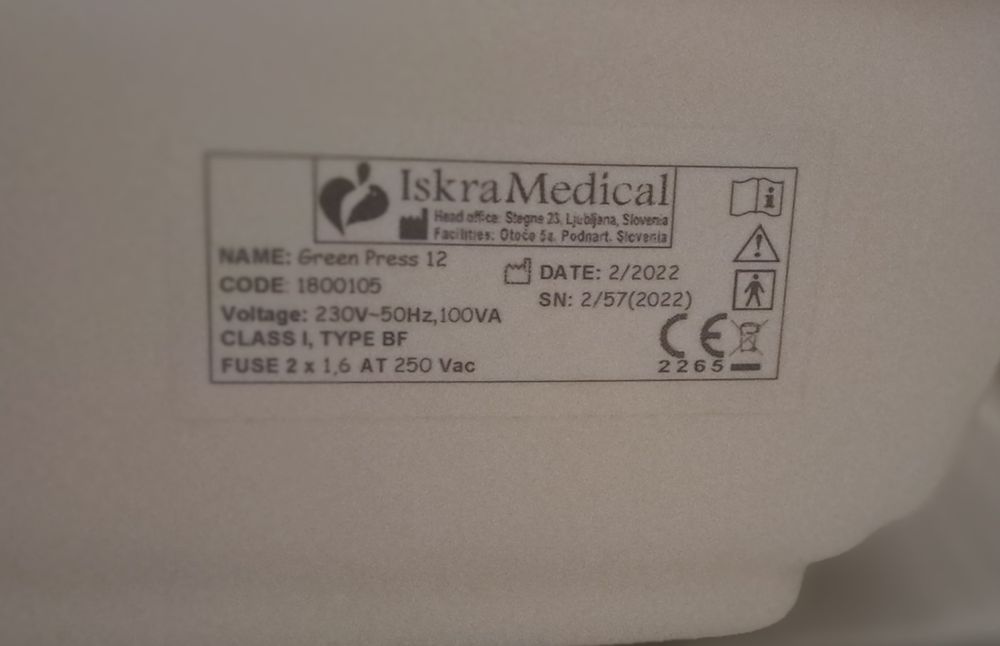 Iskra Medical
Head office: Stegne 23, Ljubljana, Slovenia
Facilities: Otoče 5a, Podnart, Slovenia
NAME: Green Press 12
CODE: 1800105
Voltage: 230V~50Hz,100VA
CLASS I, TYPE BF
FUSE 2 x 1,6 AT 250 Vac
DATE: 2/2022
SN: 2/57(2022)
CE
2265